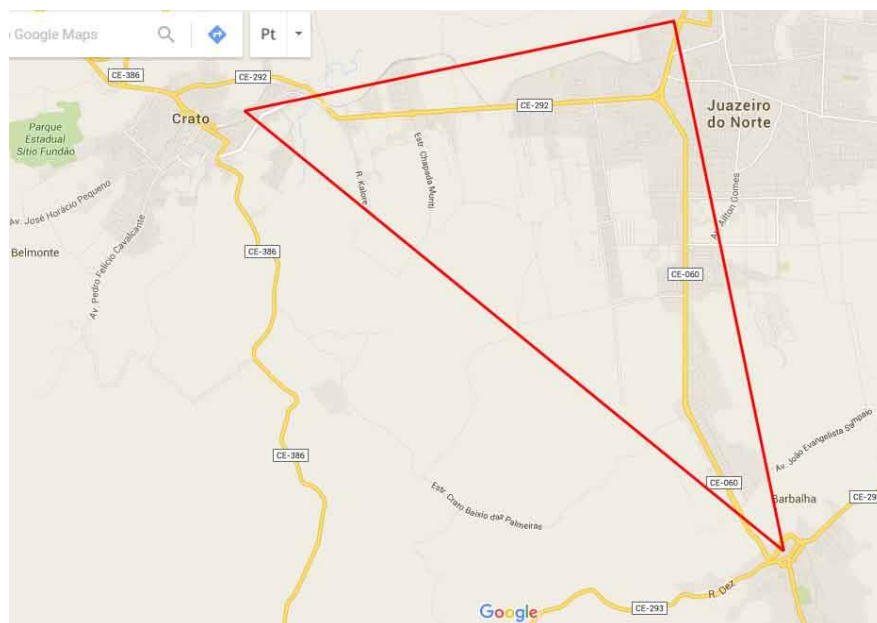 Google Maps
Pt
CE-386
CE-292
Crato
CE-292
Juazeiro
do Norte
Parque
Estadual
Sítio Fundão
Estr. Chapada Muriti
R. Kalore
Av. José Horácio Pequeno
Av. Ailton Gomes
Belmonte
Av. Pedro Felício Cavalcante
CE-386
CE-060
CE-386
Av. João Evangelista Sampaio
CE-060
Barbalha
CE-29
Estr. Crato Baixio das Palmeiras
R. Dez
CE-293
Google